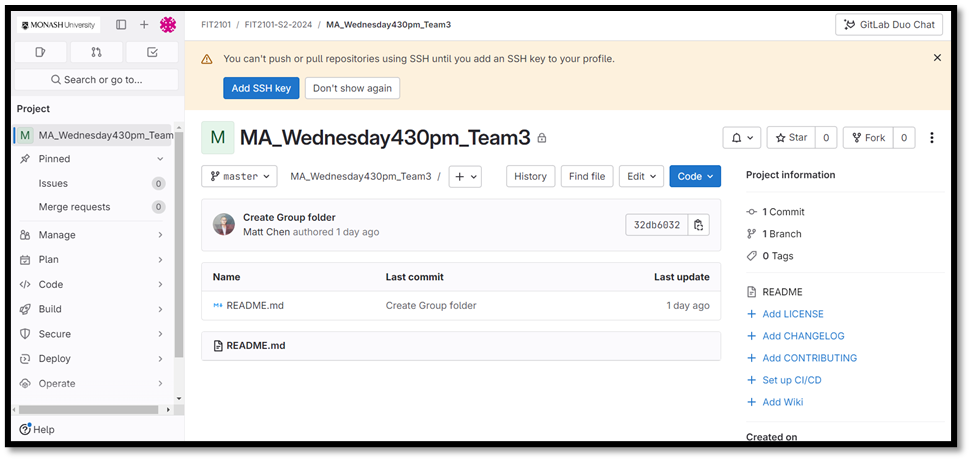 MONASH University
FIT2101 / FIT2101-S2-2024 / MA_Wednesday430pm_Team3
GitLab Duo Chat
You can't push or pull repositories using SSH until you add an SSH key to your profile.
Add SSH key Don't show again
Search or go to...
Project
M MA_Wednesday430pm_Team
Pinned
Issues 0
Merge requests 0
Manage
Plan
Code
Build
Secure
Deploy
Operate
Help
M MA_Wednesday430pm_Team3
Star 0 Fork 0
master MA_Wednesday430pm_Team3 / + History Find file Edit Code
Create Group folder
Matt Chen authored 1 day ago
32db6032
Name Last commit Last update
README.md Create Group folder 1 day ago
README.md
Project information
1 Commit
1 Branch
0 Tags
README
+ Add LICENSE
+ Add CHANGELOG
+ Add CONTRIBUTING
+ Set up CI/CD
+ Add Wiki
Created on